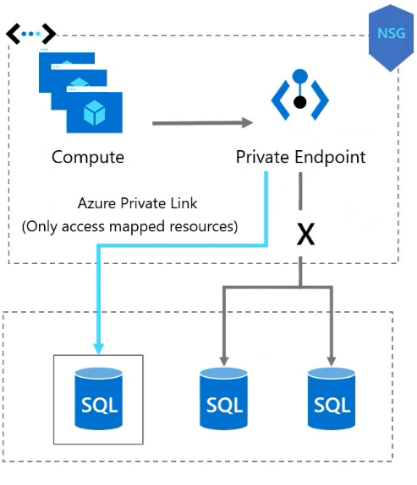 NSG
Compute
Private Endpoint
Azure Private Link
(Only access mapped resources)
X
SQL
SQL
SQL